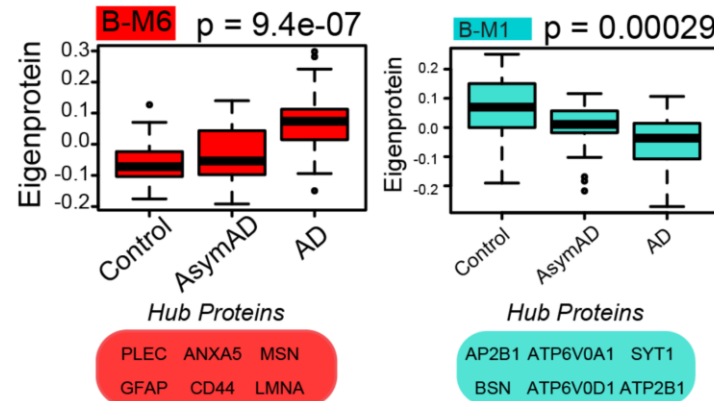 B-M6 p = 9.4e-07
Eigenprotein
0.3
0.2
0.1
0.0
-0.1
-0.2
Control
AsymAD
AD
Hub Proteins
PLEC ANXA5 MSN
GFAP CD44 LMNA
B-M1 p = 0.00029
Eigenprotein
0.2
0.1
0.0
-0.1
-0.2
Control
AsymAD
AD
Hub Proteins
AP2B1 ATP6V0A1 SYT1
BSN ATP6V0D1 ATP2B1